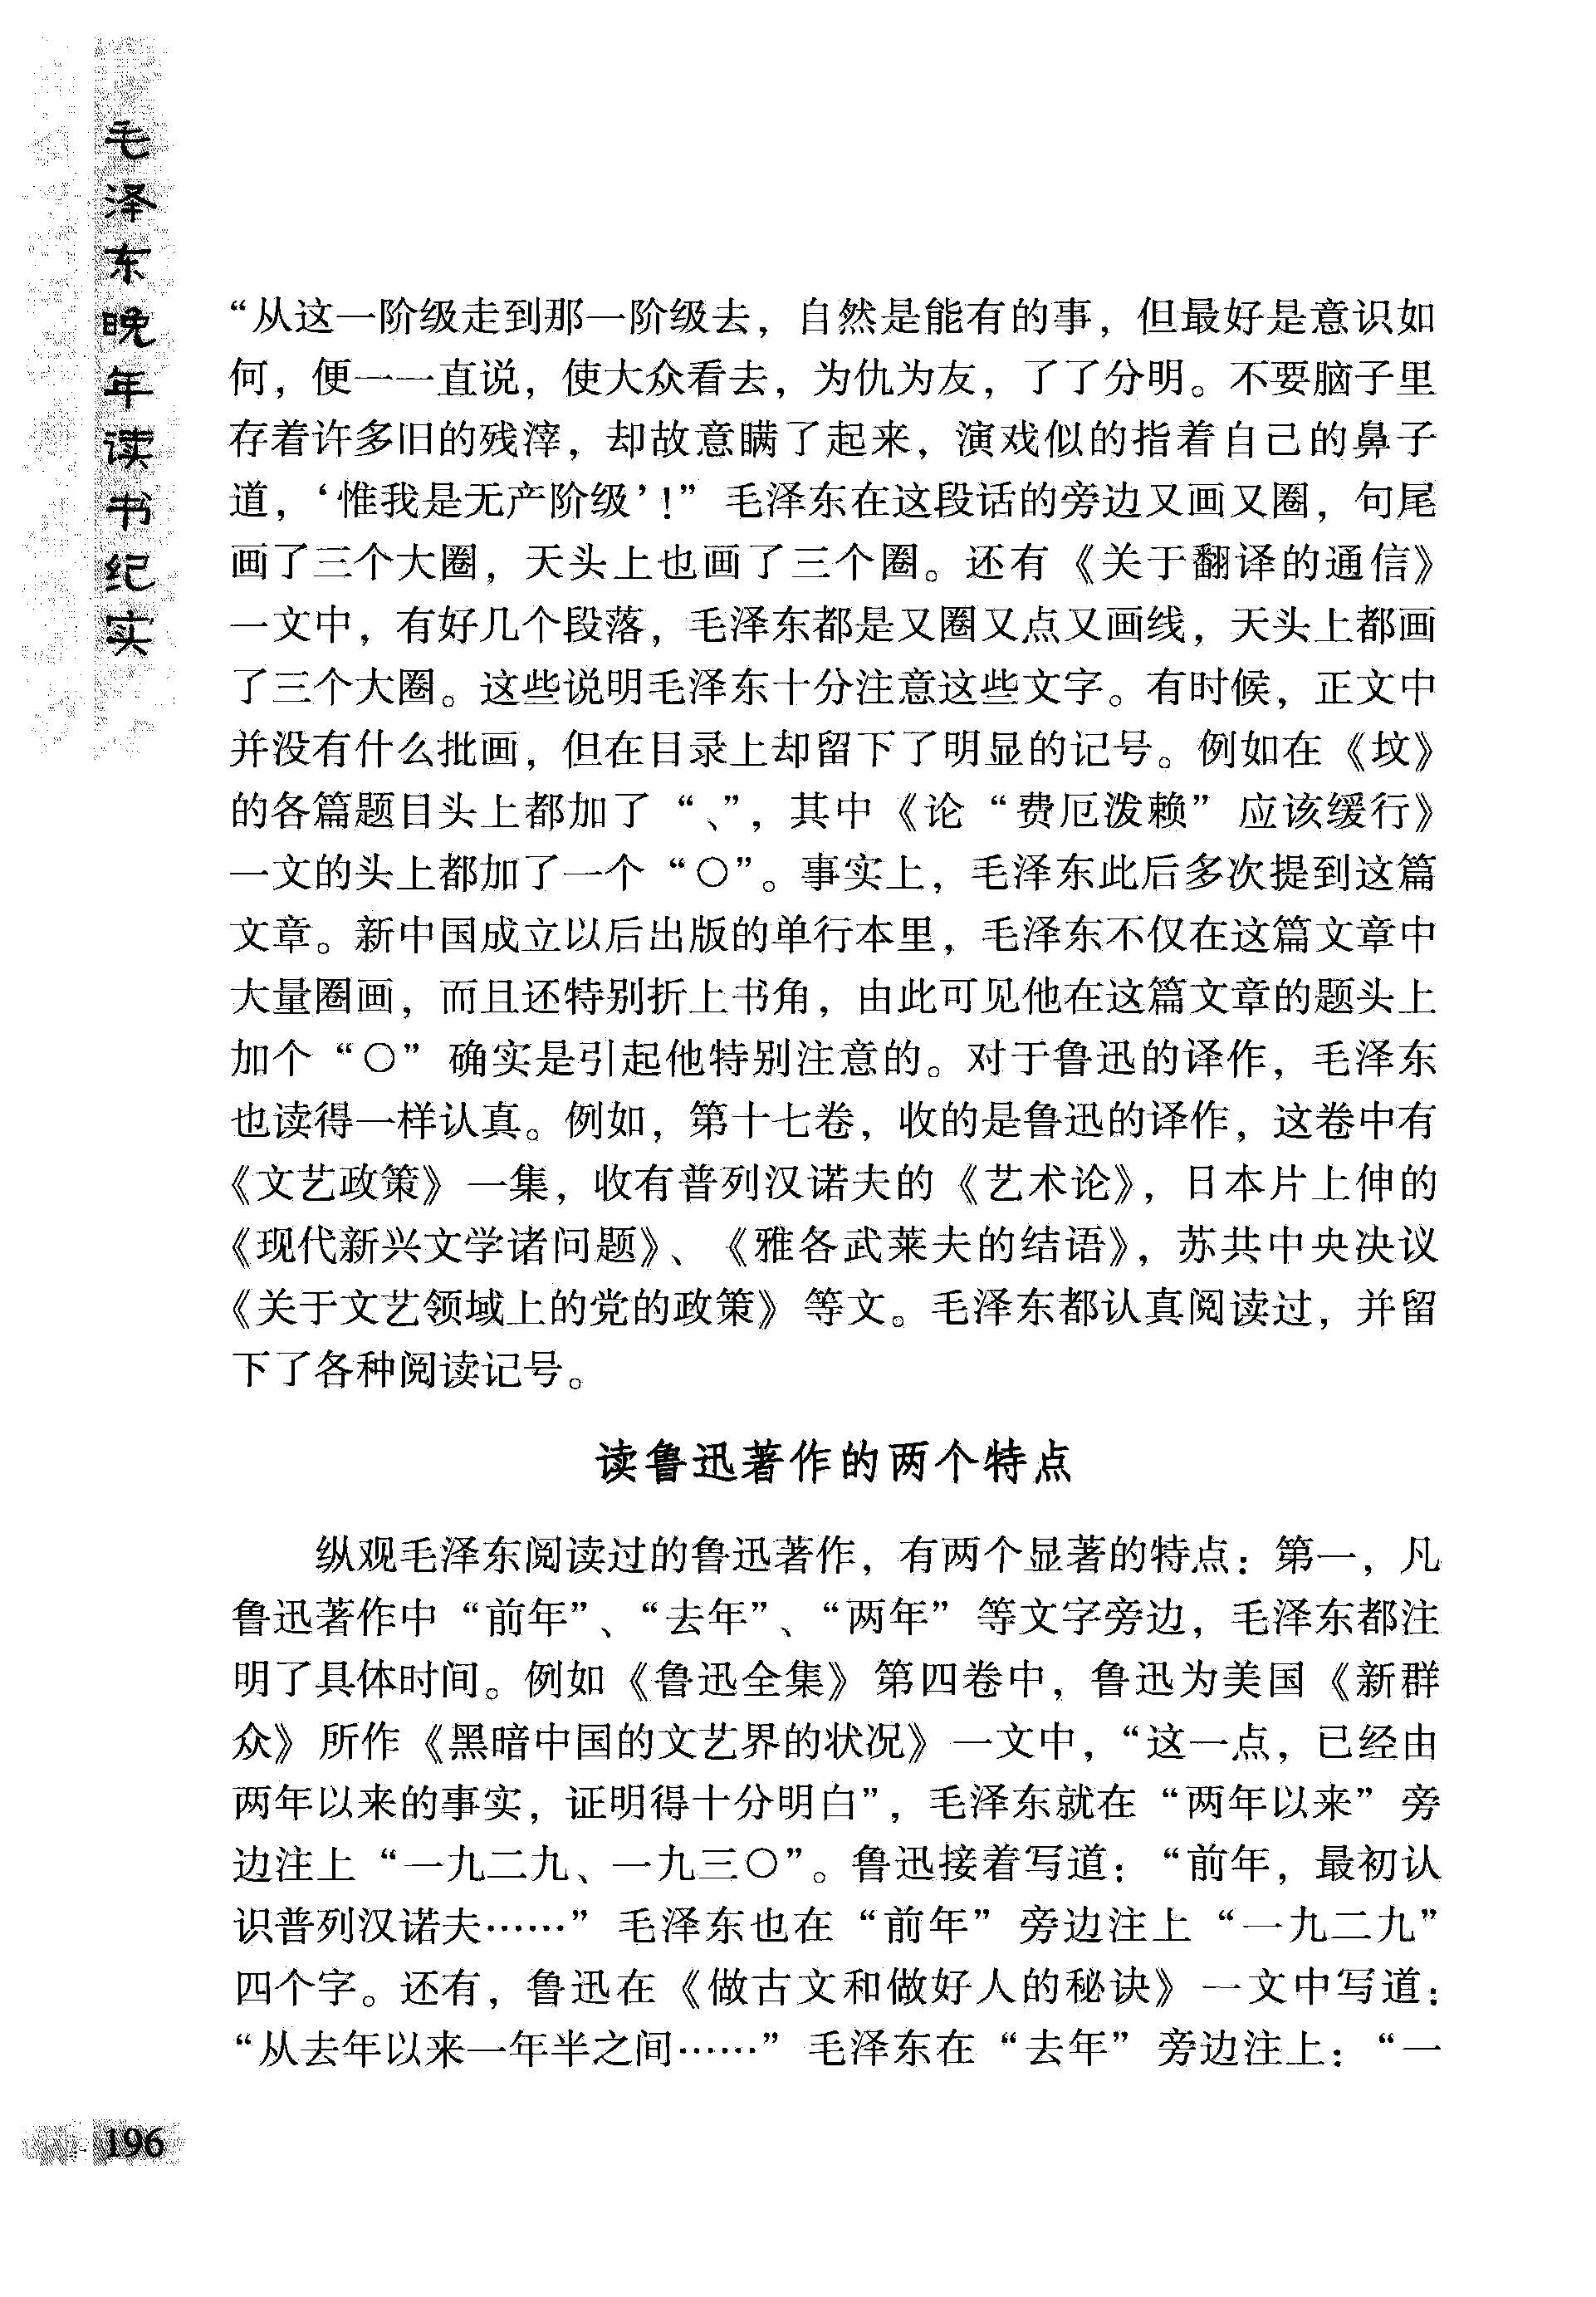 毛泽东晚年读书纪实
“从这一阶级走到那一阶级去，自然是能有的事，但最好是意识如
何，便一一直说，使大众看去，为仇为友，了了分明。不要脑子里
存着许多旧的残滓，却故意瞒了起来，演戏似的指着自己的鼻子
道，‘惟我是无产阶级’！”毛泽东在这段话的旁边又画又圈，句尾
画了三个大圈，天头上也画了三个圈。还有《关于翻译的通信》
一文中，有好几个段落，毛泽东都是又圈又点又画线，天头上都画
了三个大圈。这些说明毛泽东十分注意这些文字。有时候，正文中
并没有什么批画，但在目录上却留下了明显的记号。例如在《坟》
的各篇题目头上都加了“、”，其中《论“费厄泼赖”应该缓行》
一文的头上都加了一个“○”。事实上，毛泽东此后多次提到这篇
文章。新中国成立以后出版的单行本里，毛泽东不仅在这篇文章中
大量圈画，而且还特别折上书角，由此可见他在这篇文章的题头上
加个“○”确实是引起他特别注意的。对于鲁迅的译作，毛泽东
也读得一样认真。例如，第十七卷，收的是鲁迅的译作，这卷中有
《文艺政策》一集，收有普列汉诺夫的《艺术论》，日本片上伸的
《现代新兴文学诸问题》、《雅各武莱夫的结语》，苏共中央决议
《关于文艺领域上的党的政策》等文。毛泽东都认真阅读过，并留
下了各种阅读记号。
读鲁迅著作的两个特点
纵观毛泽东阅读过的鲁迅著作，有两个显著的特点：第一，凡
鲁迅著作中“前年”、“去年”、“两年”等文字旁边，毛泽东都注
明了具体时间。例如《鲁迅全集》第四卷中，鲁迅为美国《新群
众》所作《黑暗中国的文艺界的状况》一文中，“这一点，已经由
两年以来的事实，证明得十分明白”，毛泽东就在“两年以来”旁
边注上“一九二九、一九三○”。鲁迅接着写道：“前年，最初认
识普列汉诺夫……”毛泽东也在“前年”旁边注上“一九二九”
四个字。还有，鲁迅在《做古文和做好人的秘诀》一文中写道：
“从去年以来一年半之间……”毛泽东在“去年”旁边注上：“一
196